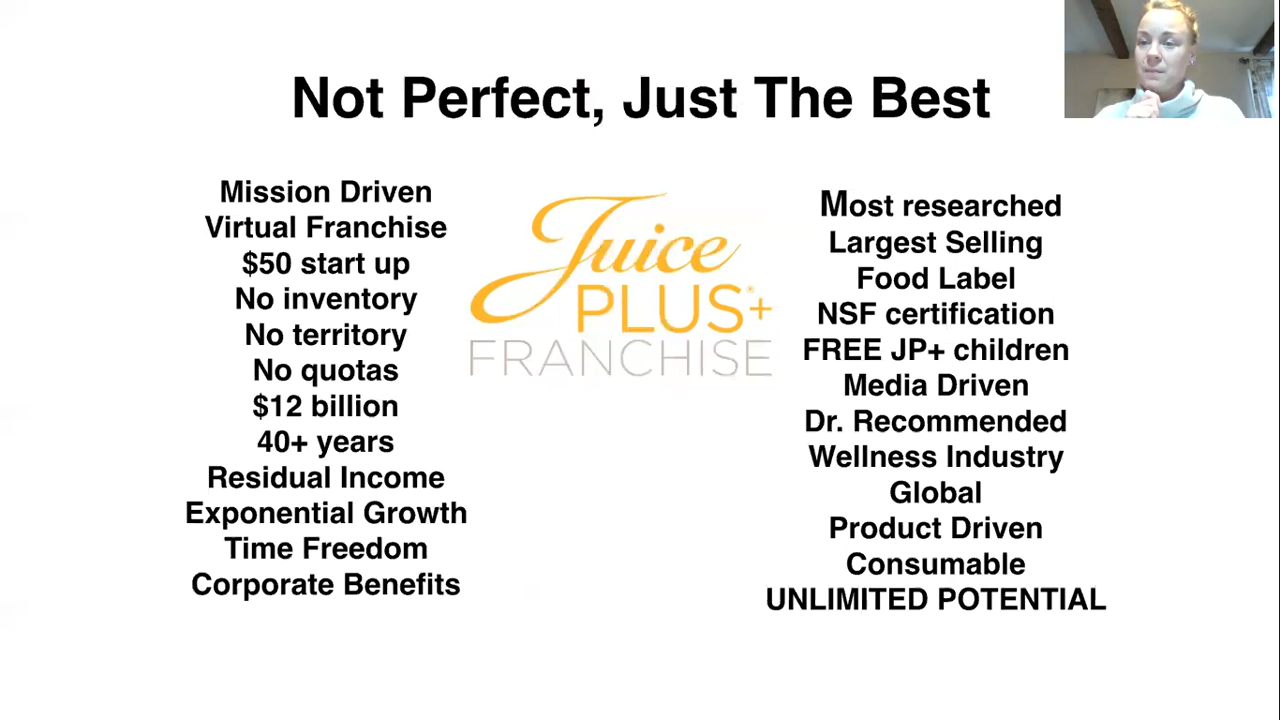 Not Perfect, Just The Best
Mission Driven
Virtual Franchise
$50 start up
No inventory
No territory
No quotas
$12 billion
40+ years
Residual Income
Exponential Growth
Time Freedom
Corporate Benefits
Juice
PLUS+
FRANCHISE
Most researched
Largest Selling
Food Label
NSF certification
FREE JP+ children
Media Driven
Dr. Recommended
Wellness Industry
Global
Product Driven
Consumable
UNLIMITED POTENTIAL